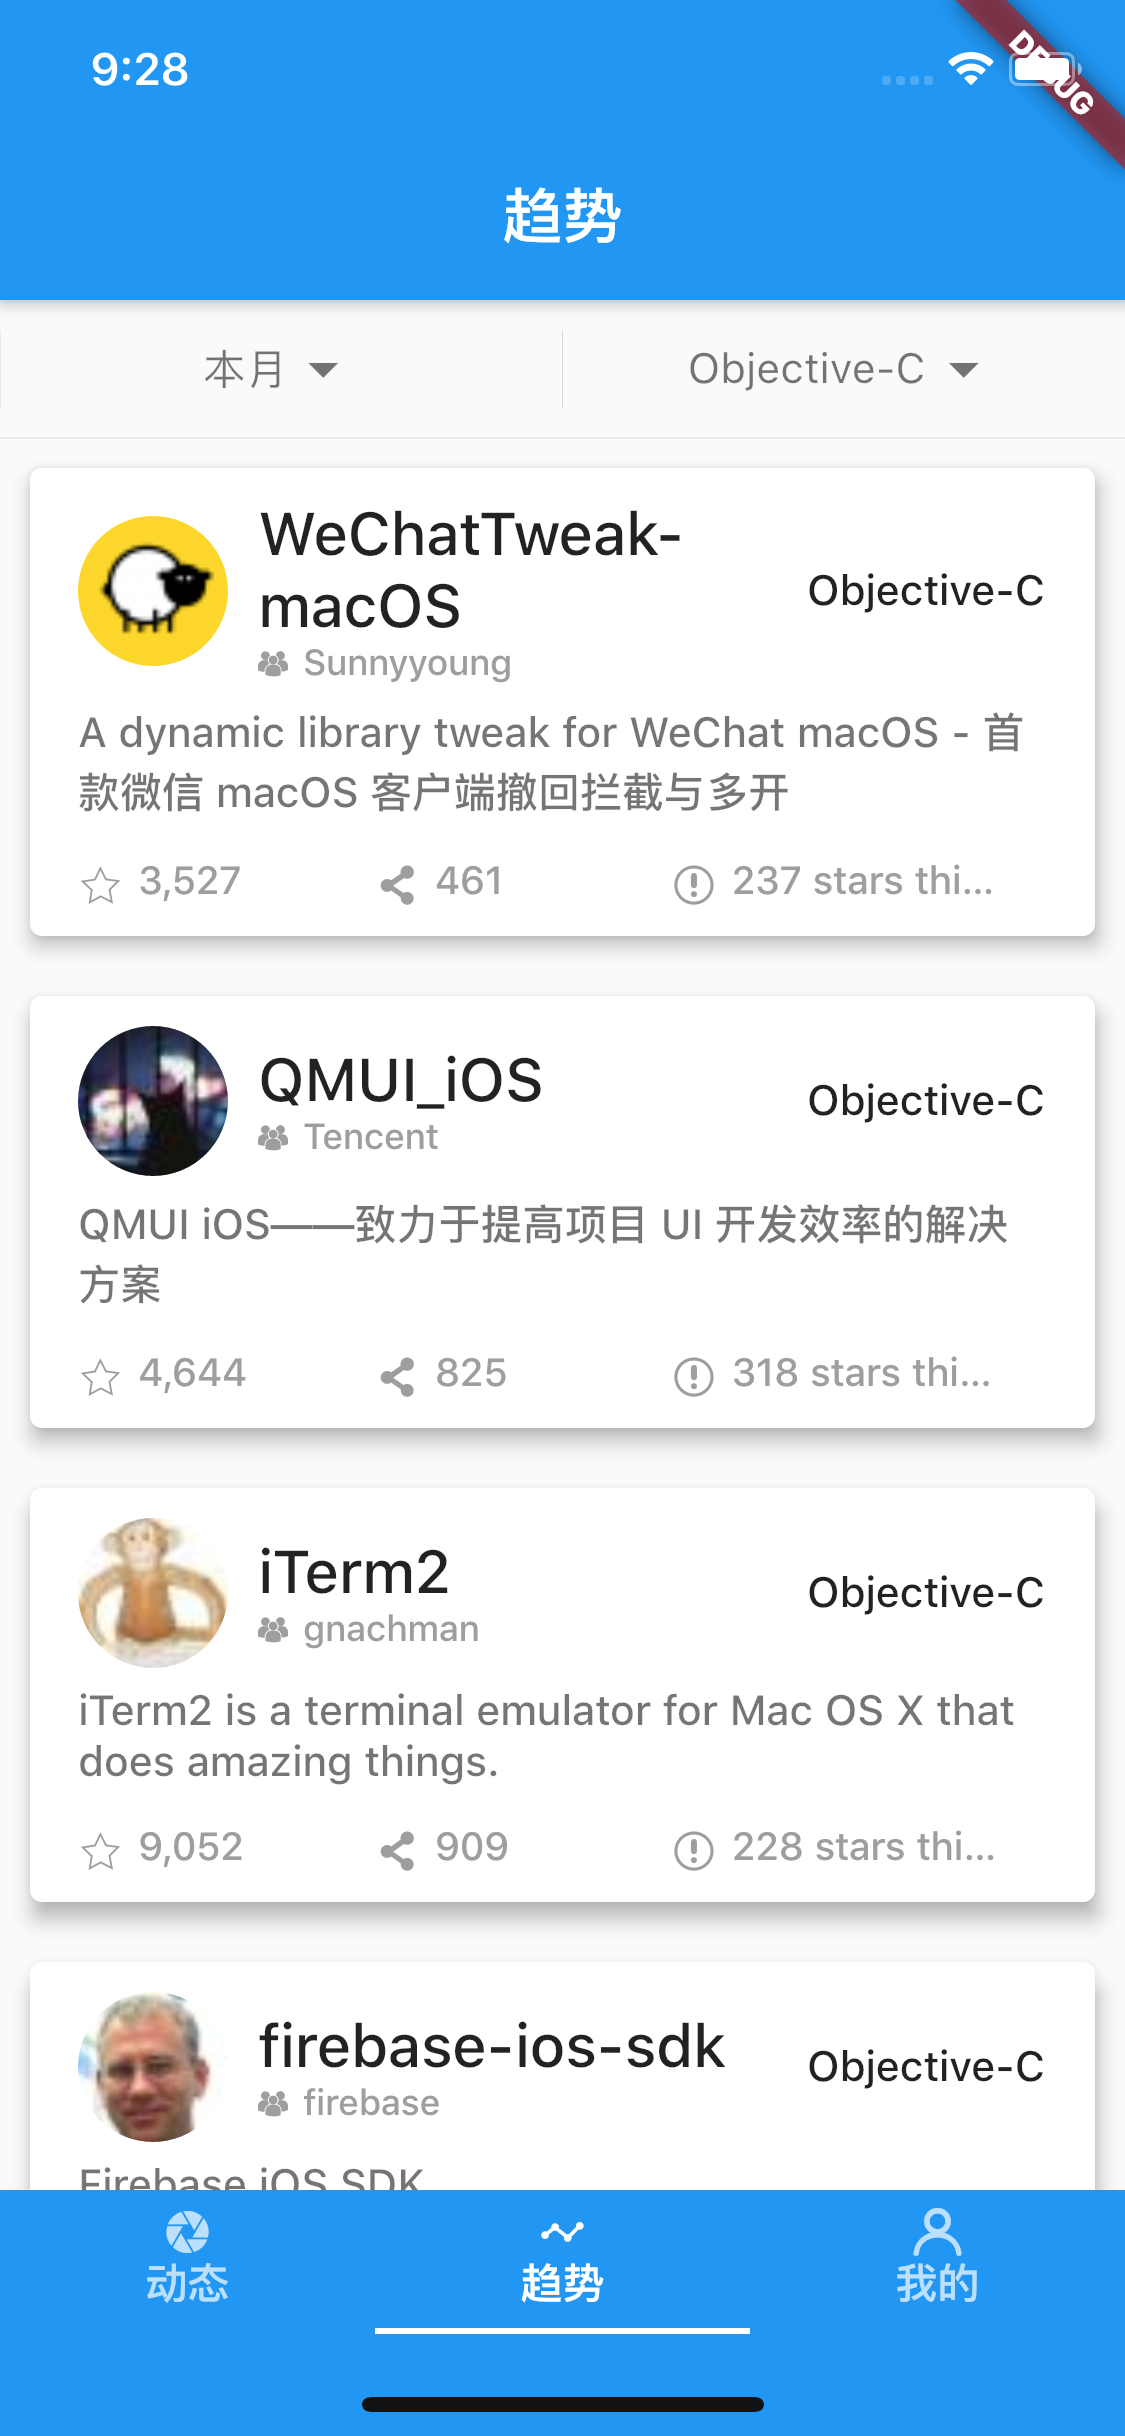 9:28
DEBUG
趋势
本月
Objective-C
WeChatTweak-
macOS
Objective-C
Sunnyyoung
A dynamic library tweak for WeChat macOS - 首
款微信 macOS 客户端撤回拦截与多开
3,527
461
237 stars thi...
QMUI_iOS
Objective-C
Tencent
QMUI iOS——致力于提高项目 UI 开发效率的解决
方案
4,644
825
318 stars thi...
iTerm2
Objective-C
gnachman
iTerm2 is a terminal emulator for Mac OS X that
does amazing things.
9,052
909
228 stars thi...
firebase-ios-sdk
Objective-C
firebase
Firebase iOS SDK
动态
趋势
我的